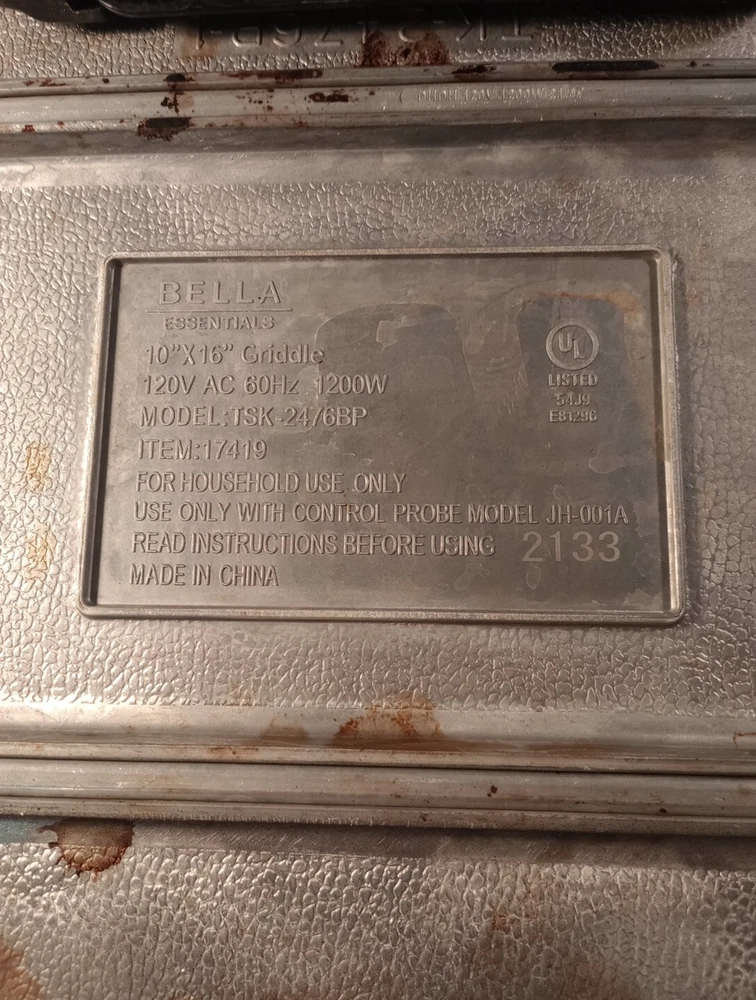 BELLA
ESSENTIALS
10”X16” Griddle
120V AC 60Hz 1200W
MODEL:TSK-2476BP
ITEM:17419
FOR HOUSEHOLD USE ONLY
USE ONLY WITH CONTROL PROBE MODEL JH-001A
READ INSTRUCTIONS BEFORE USING 2133
MADE IN CHINA
UL
LISTED
54J9
E81296